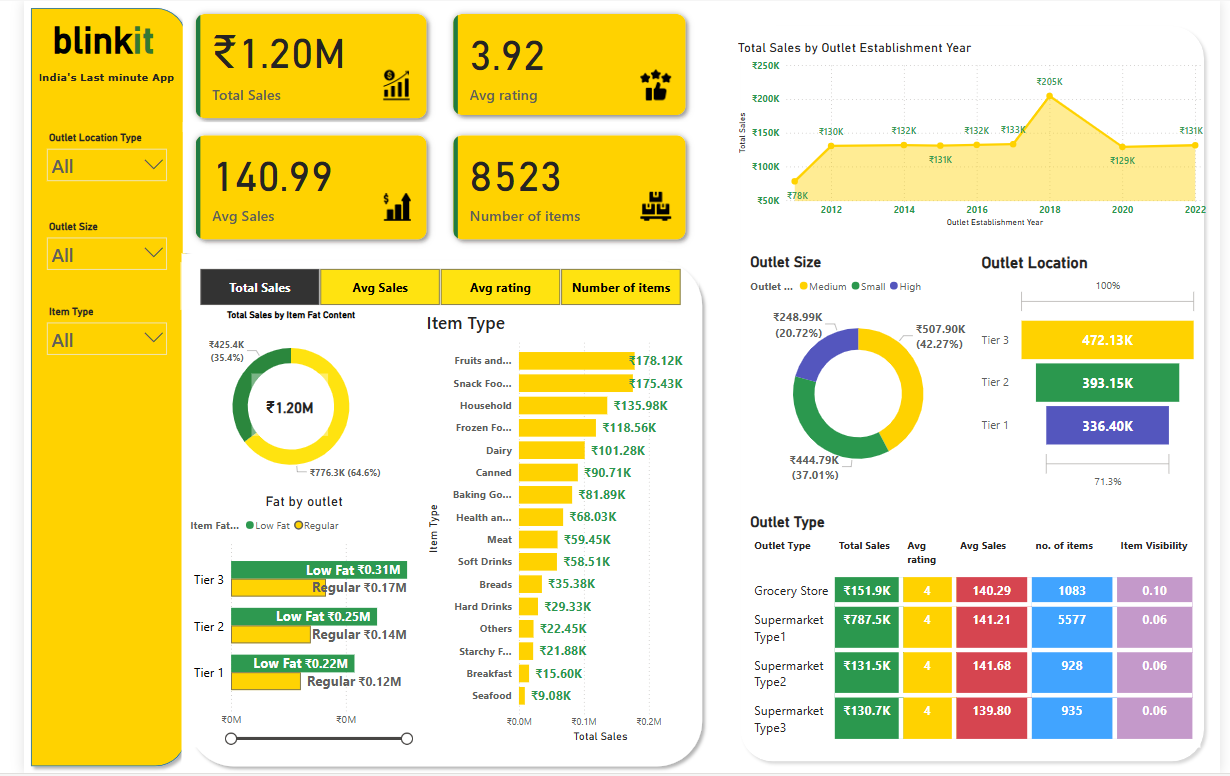 blinkit
India's Last minute App
Outlet Location Type
All
Outlet Size
All
Item Type
All
₹1.20M
Total Sales
3.92
Avg rating
140.99
Avg Sales
8523
Number of items
Total Sales
Avg Sales
Avg rating
Number of items
Total Sales by Item Fat Content
₹425.4K
(35.4%)
₹1.20M
₹776.3K (64.6%)
Fat by outlet
Item Fat... Low Fat Regular
Tier 3
Low Fat ₹0.31M
Regular ₹0.17M
Tier 2
Low Fat ₹0.25M
Regular ₹0.14M
Tier 1
Low Fat ₹0.22M
Regular ₹0.12M
₹0M ₹0M
Item Type
Item Type
Fruits and... ₹178.12K
Snack Foo... ₹175.43K
Household ₹135.98K
Frozen Fo... ₹118.56K
Dairy ₹101.28K
Canned ₹90.71K
Baking Go... ₹81.89K
Health an... ₹68.03K
Meat ₹59.45K
Soft Drinks ₹58.51K
Breads ₹35.38K
Hard Drinks ₹29.33K
Others ₹22.45K
Starchy F... ₹21.88K
Breakfast ₹15.60K
Seafood ₹9.08K
₹0.0M ₹0.1M ₹0.2M
Total Sales
Total Sales by Outlet Establishment Year
Total Sales
₹250K
₹200K
₹150K
₹100K
₹50K
₹78K
₹130K
₹132K
₹131K
₹132K
₹133K
₹205K
₹129K
₹131K
2012 2014 2016 2018 2020 2022
Outlet Establishment Year
Outlet Size
Outlet ... Medium Small High
₹248.99K
(20.72%)
₹507.90K
(42.27%)
₹444.79K
(37.01%)
Outlet Location
100%
Tier 3 472.13K
Tier 2 393.15K
Tier 1 336.40K
71.3%
Outlet Type
Outlet Type Total Sales Avg rating Avg Sales no. of items Item Visibility
Grocery Store ₹151.9K 4 140.29 1083 0.10
Supermarket Type1 ₹787.5K 4 141.21 5577 0.06
Supermarket Type2 ₹131.5K 4 141.68 928 0.06
Supermarket Type3 ₹130.7K 4 139.80 935 0.06